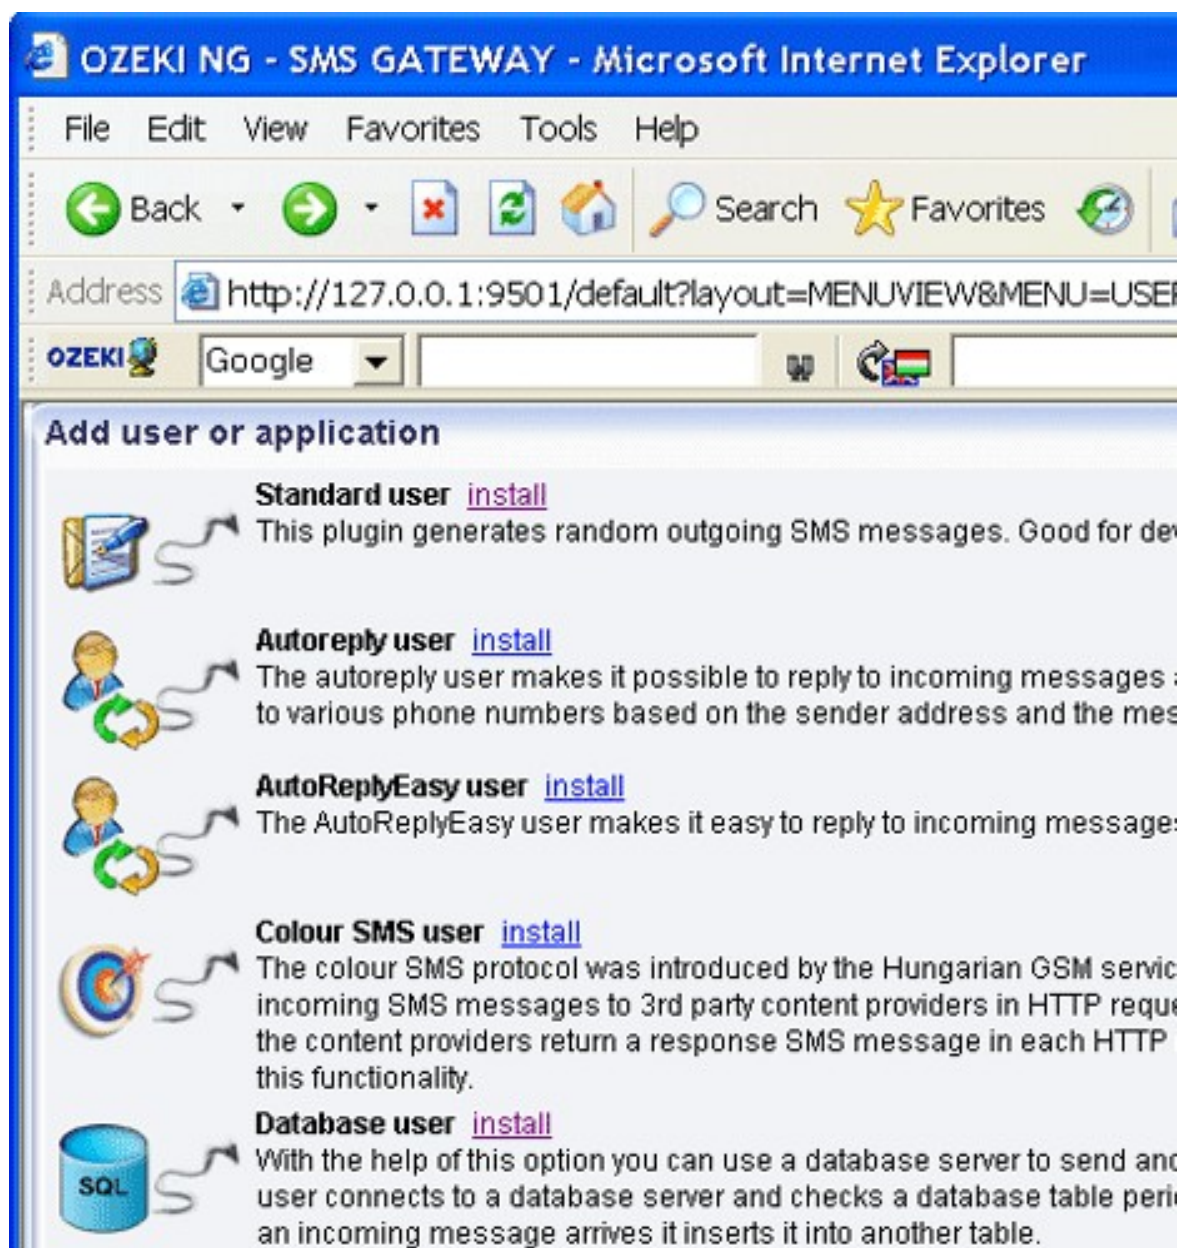 OZEKI NG - SMS GATEWAY - Microsoft Internet Explorer
File Edit View Favorites Tools Help
Back Search Favorites
Address http://127.0.0.1:9501/default?layout=MENUVIEW&MENU=USER
OZEKI Google
Add user or application
Standard user install
This plugin generates random outgoing SMS messages. Good for
Autoreply user install
The autoreply user makes it possible to reply to incoming messages
to various phone numbers based on the sender address and the
AutoReplyEasy user install
The AutoReplyEasy user makes it easy to reply to incoming
Colour SMS user install
The colour SMS protocol was introduced by the Hungarian GSM
incoming SMS messages to 3rd party content providers in HTTP
the content providers return a response SMS message in each HTTP
this functionality.
Database user install
SQL
With the help of this option you can use a database server to send
user connects to a database server and checks a database table
an incoming message arrives it inserts it into another table.